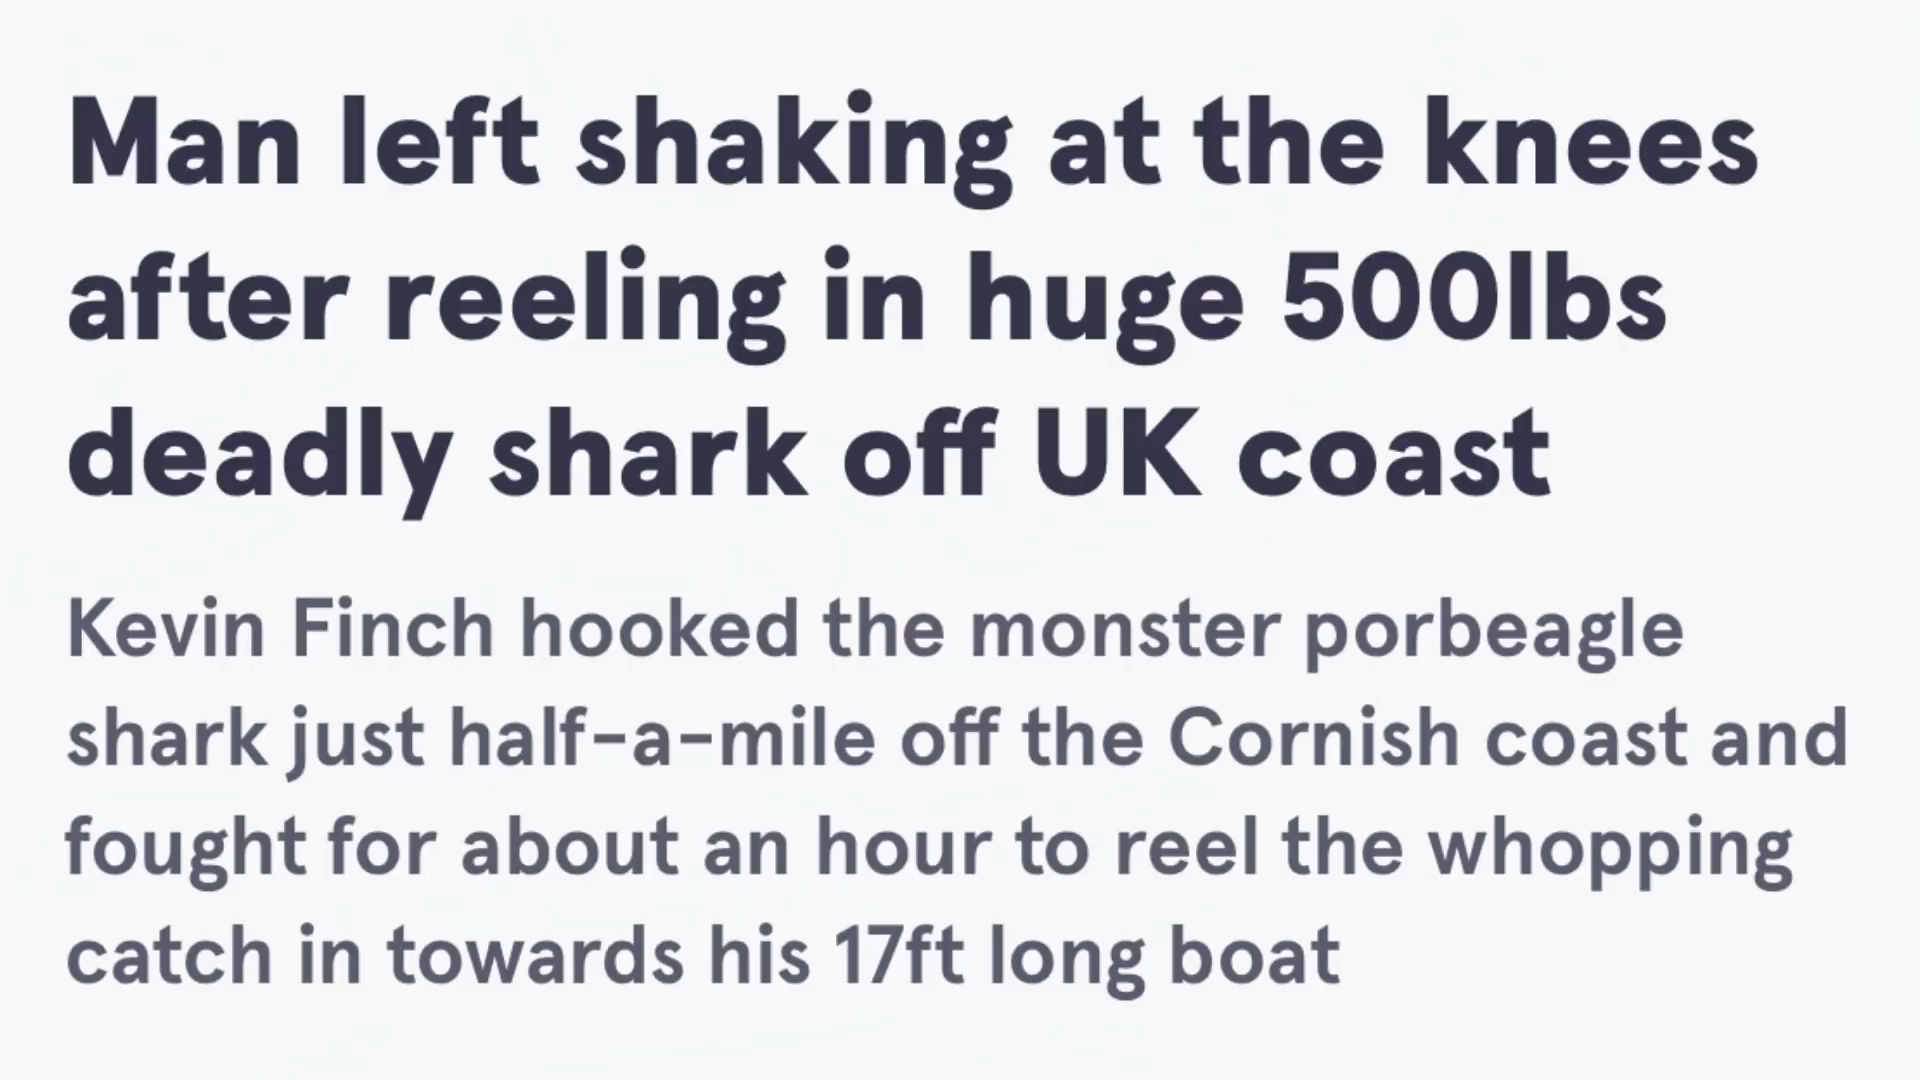 Man left shaking at the knees
after reeling in huge 500lbs
deadly shark off UK coast
Kevin Finch hooked the monster porbeagle
shark just half-a-mile off the Cornish coast and
fought for about an hour to reel the whopping
catch in towards his 17ft long boat